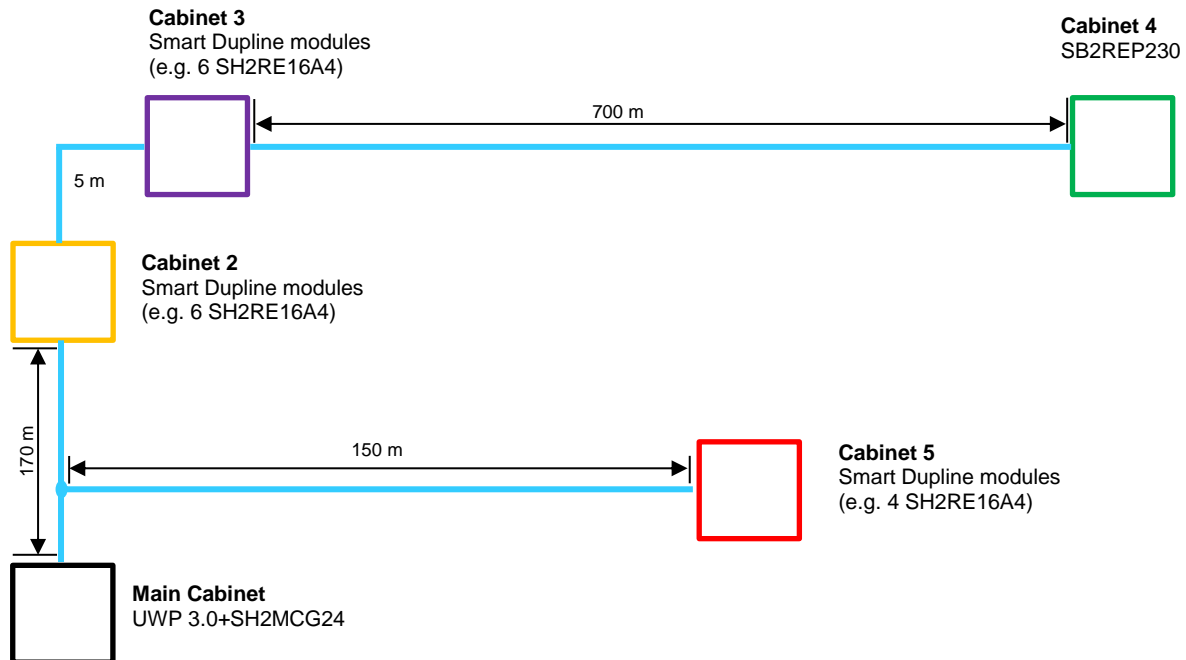 Cabinet 3
Smart Dupline modules
(e.g. 6 SH2RE16A4)
Cabinet 4
SB2REP230
700 m
5 m
Cabinet 2
Smart Dupline modules
(e.g. 6 SH2RE16A4)
170 m
150 m
Cabinet 5
Smart Dupline modules
(e.g. 4 SH2RE16A4)
Main Cabinet
UWP 3.0+SH2MCG24